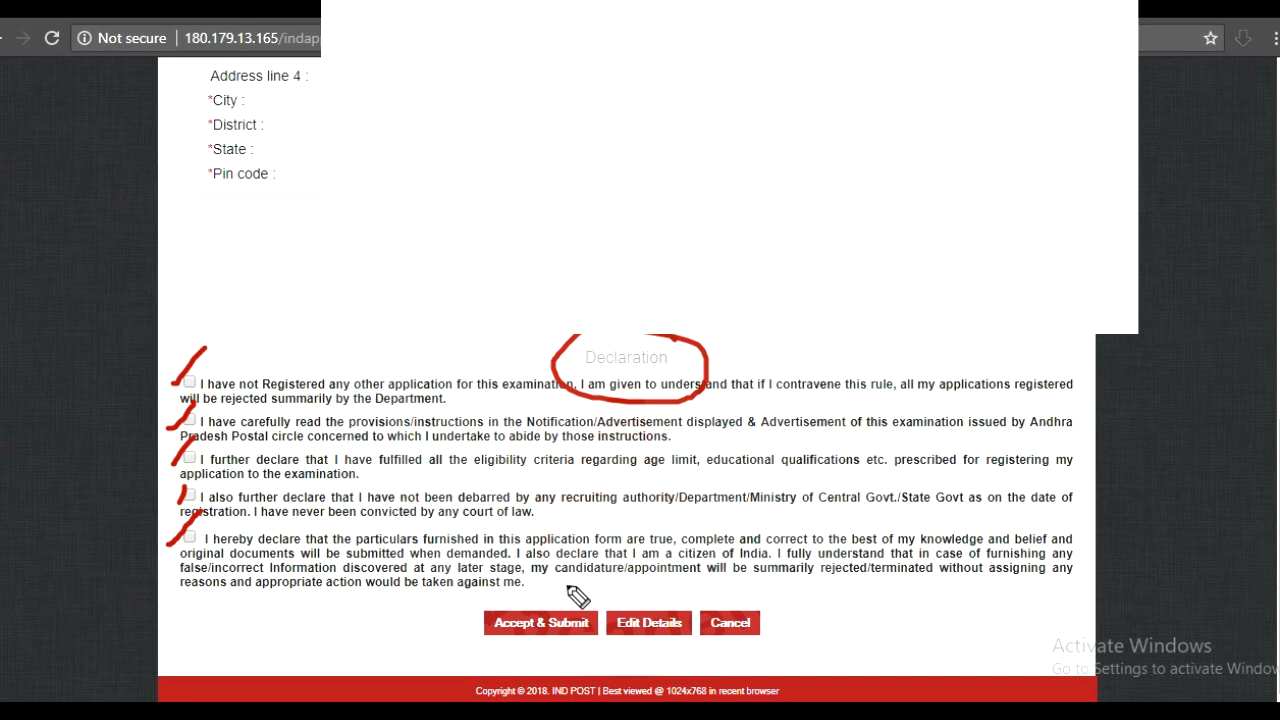 Not secure | 180.179.13.165/indap
Address line 4 :
*City :
*District :
*State :
*Pin code :
Declaration
I have not Registered any other application for this examination. I am given to understand that if I contravene this rule, all my applications registered
will be rejected summarily by the Department.
I have carefully read the provisions/instructions in the Notification/Advertisement displayed & Advertisement of this examination issued by Andhra
Pradesh Postal circle concerned to which I undertake to abide by those instructions.
I further declare that I have fulfilled all the eligibility criteria regarding age limit, educational qualifications etc. prescribed for registering my
application to the examination.
I also further declare that I have not been debarred by any recruiting authority/Department/Ministry of Central Govt./State Govt as on the date of
registration. I have never been convicted by any court of law.
I hereby declare that the particulars furnished in this application form are true, complete and correct to the best of my knowledge and belief and
original documents will be submitted when demanded. I also declare that I am a citizen of India. I fully understand that in case of furnishing any
false/incorrect Information discovered at any later stage, my candidature/appointment will be summarily rejected/terminated without assigning any
reasons and appropriate action would be taken against me.
Accept & Submit Edit Details Cancel
Activate Windows
Go to Settings to activate Window
Copyright © 2018. IND POST | Best viewed @ 1024x768 in recent browser